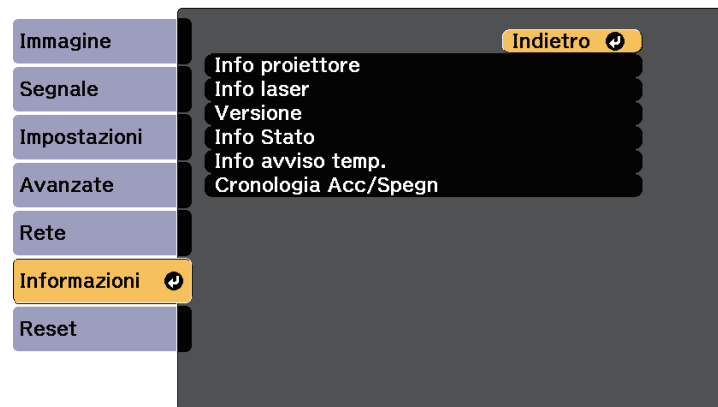 Immagine
Segnale
Impostazioni
Avanzate
Rete
Informazioni
Reset
Indietro
Info proiettore
Info laser
Versione
Info Stato
Info avviso temp.
Cronologia Acc/Spegn